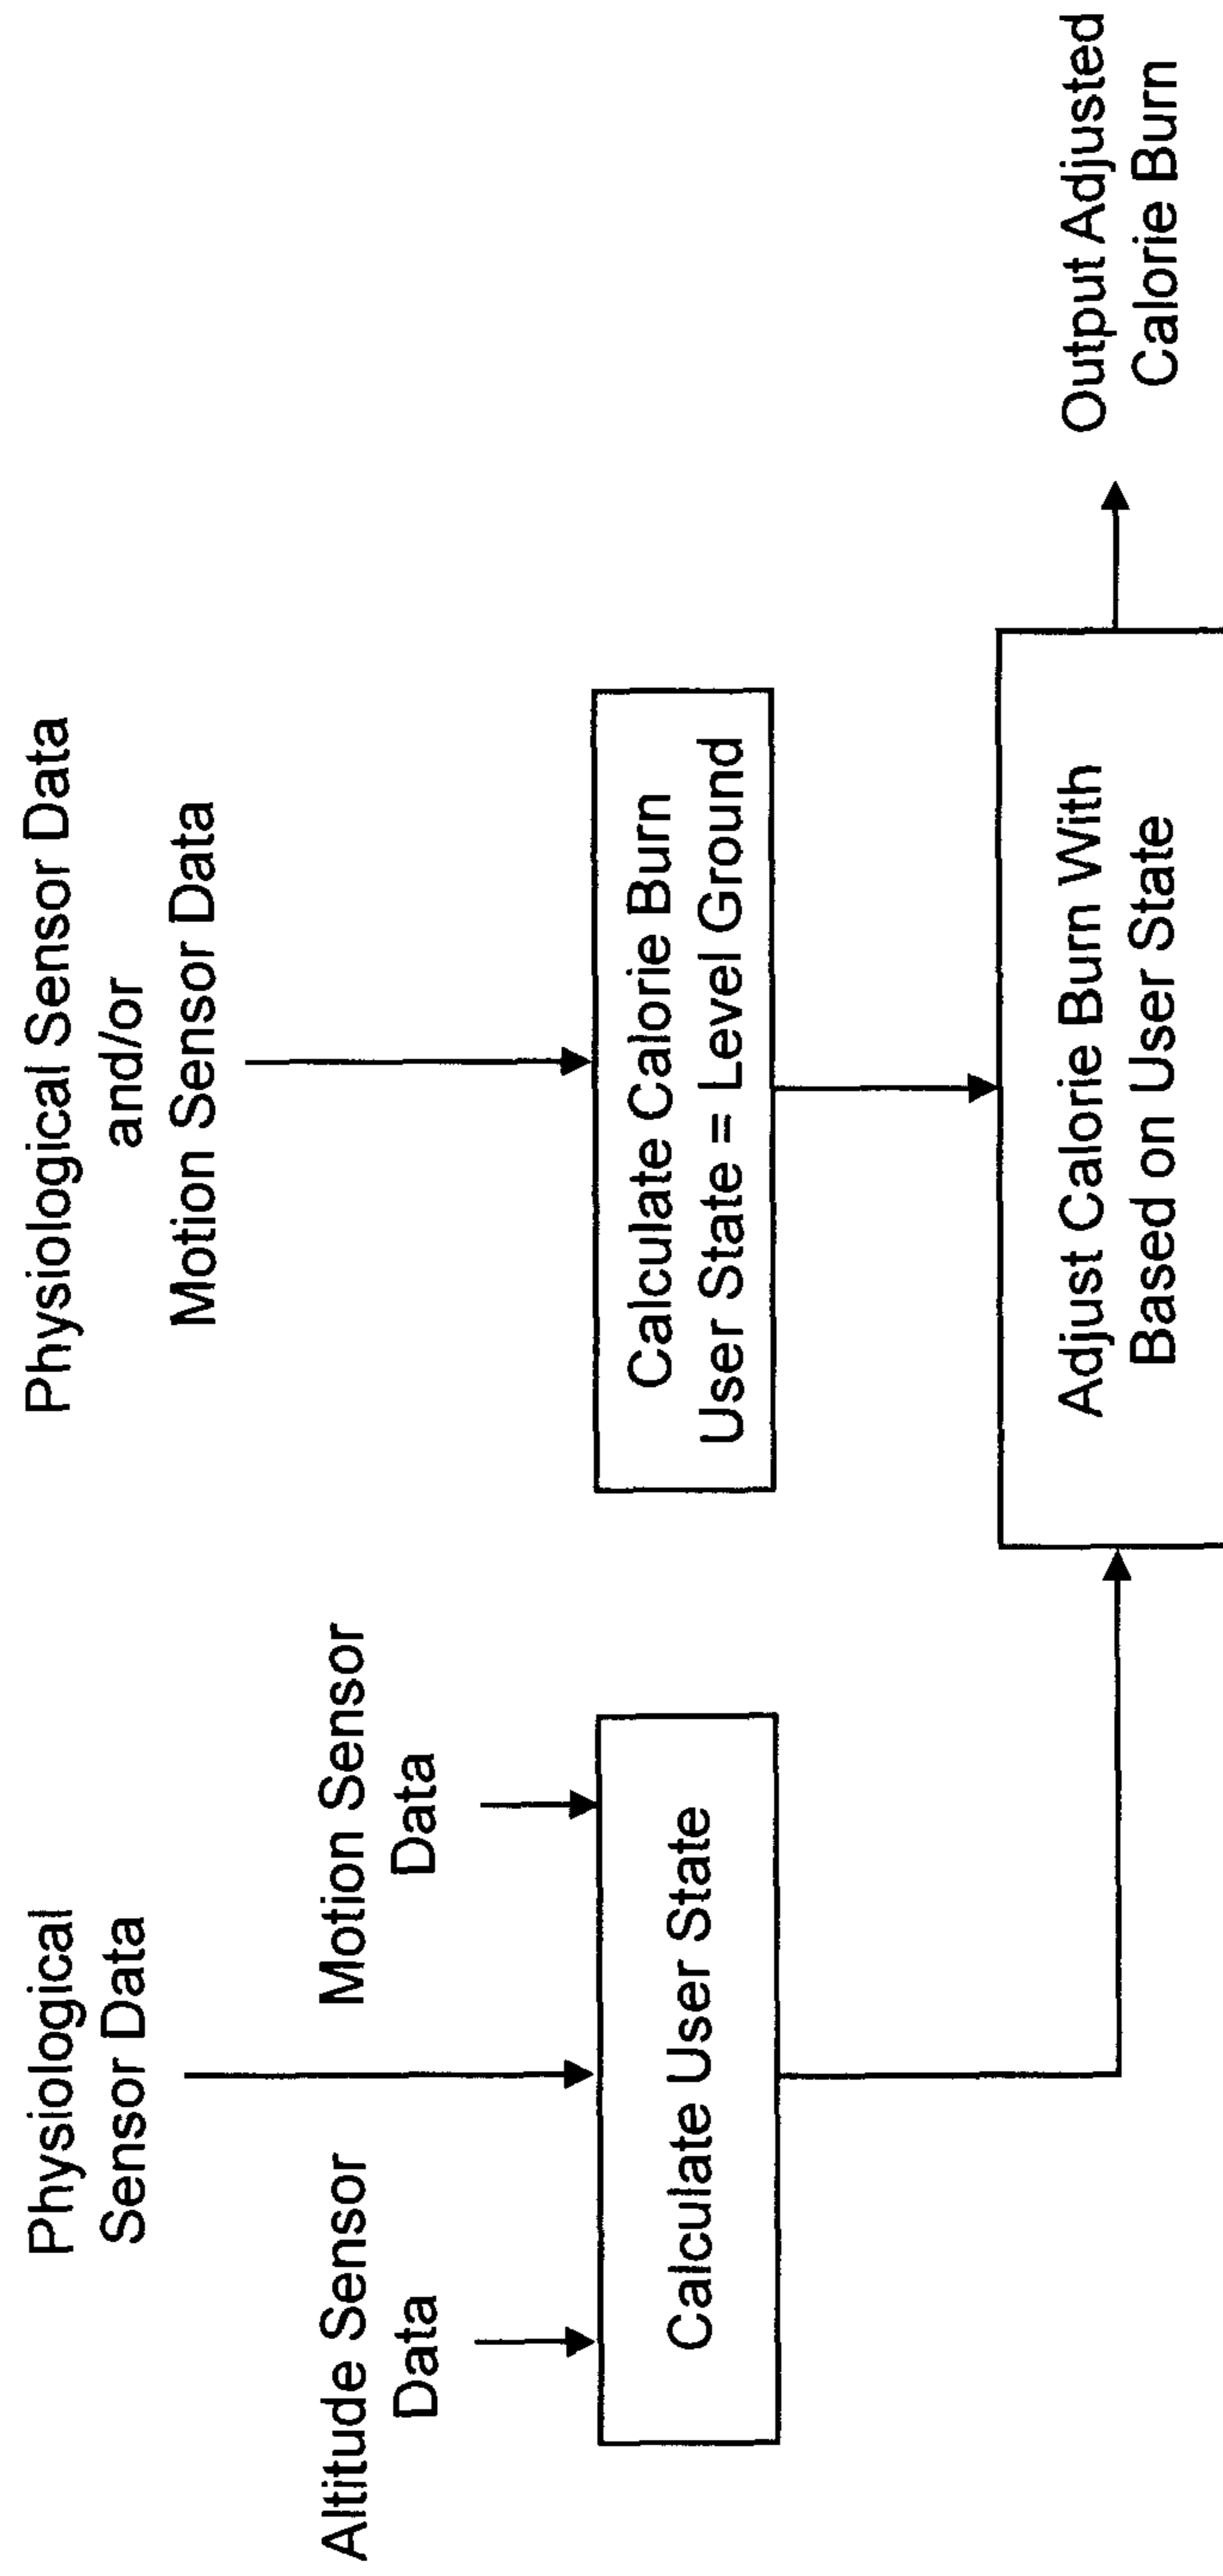 Physiological
Sensor Data
Altitude Sensor
Data
Motion Sensor
Data
Calculate User State
Physiological Sensor Data
and/or
Motion Sensor Data
Calculate Calorie Burn
User State = Level Ground
Adjust Calorie Burn With
Based on User State
Output Adjusted
Calorie Burn